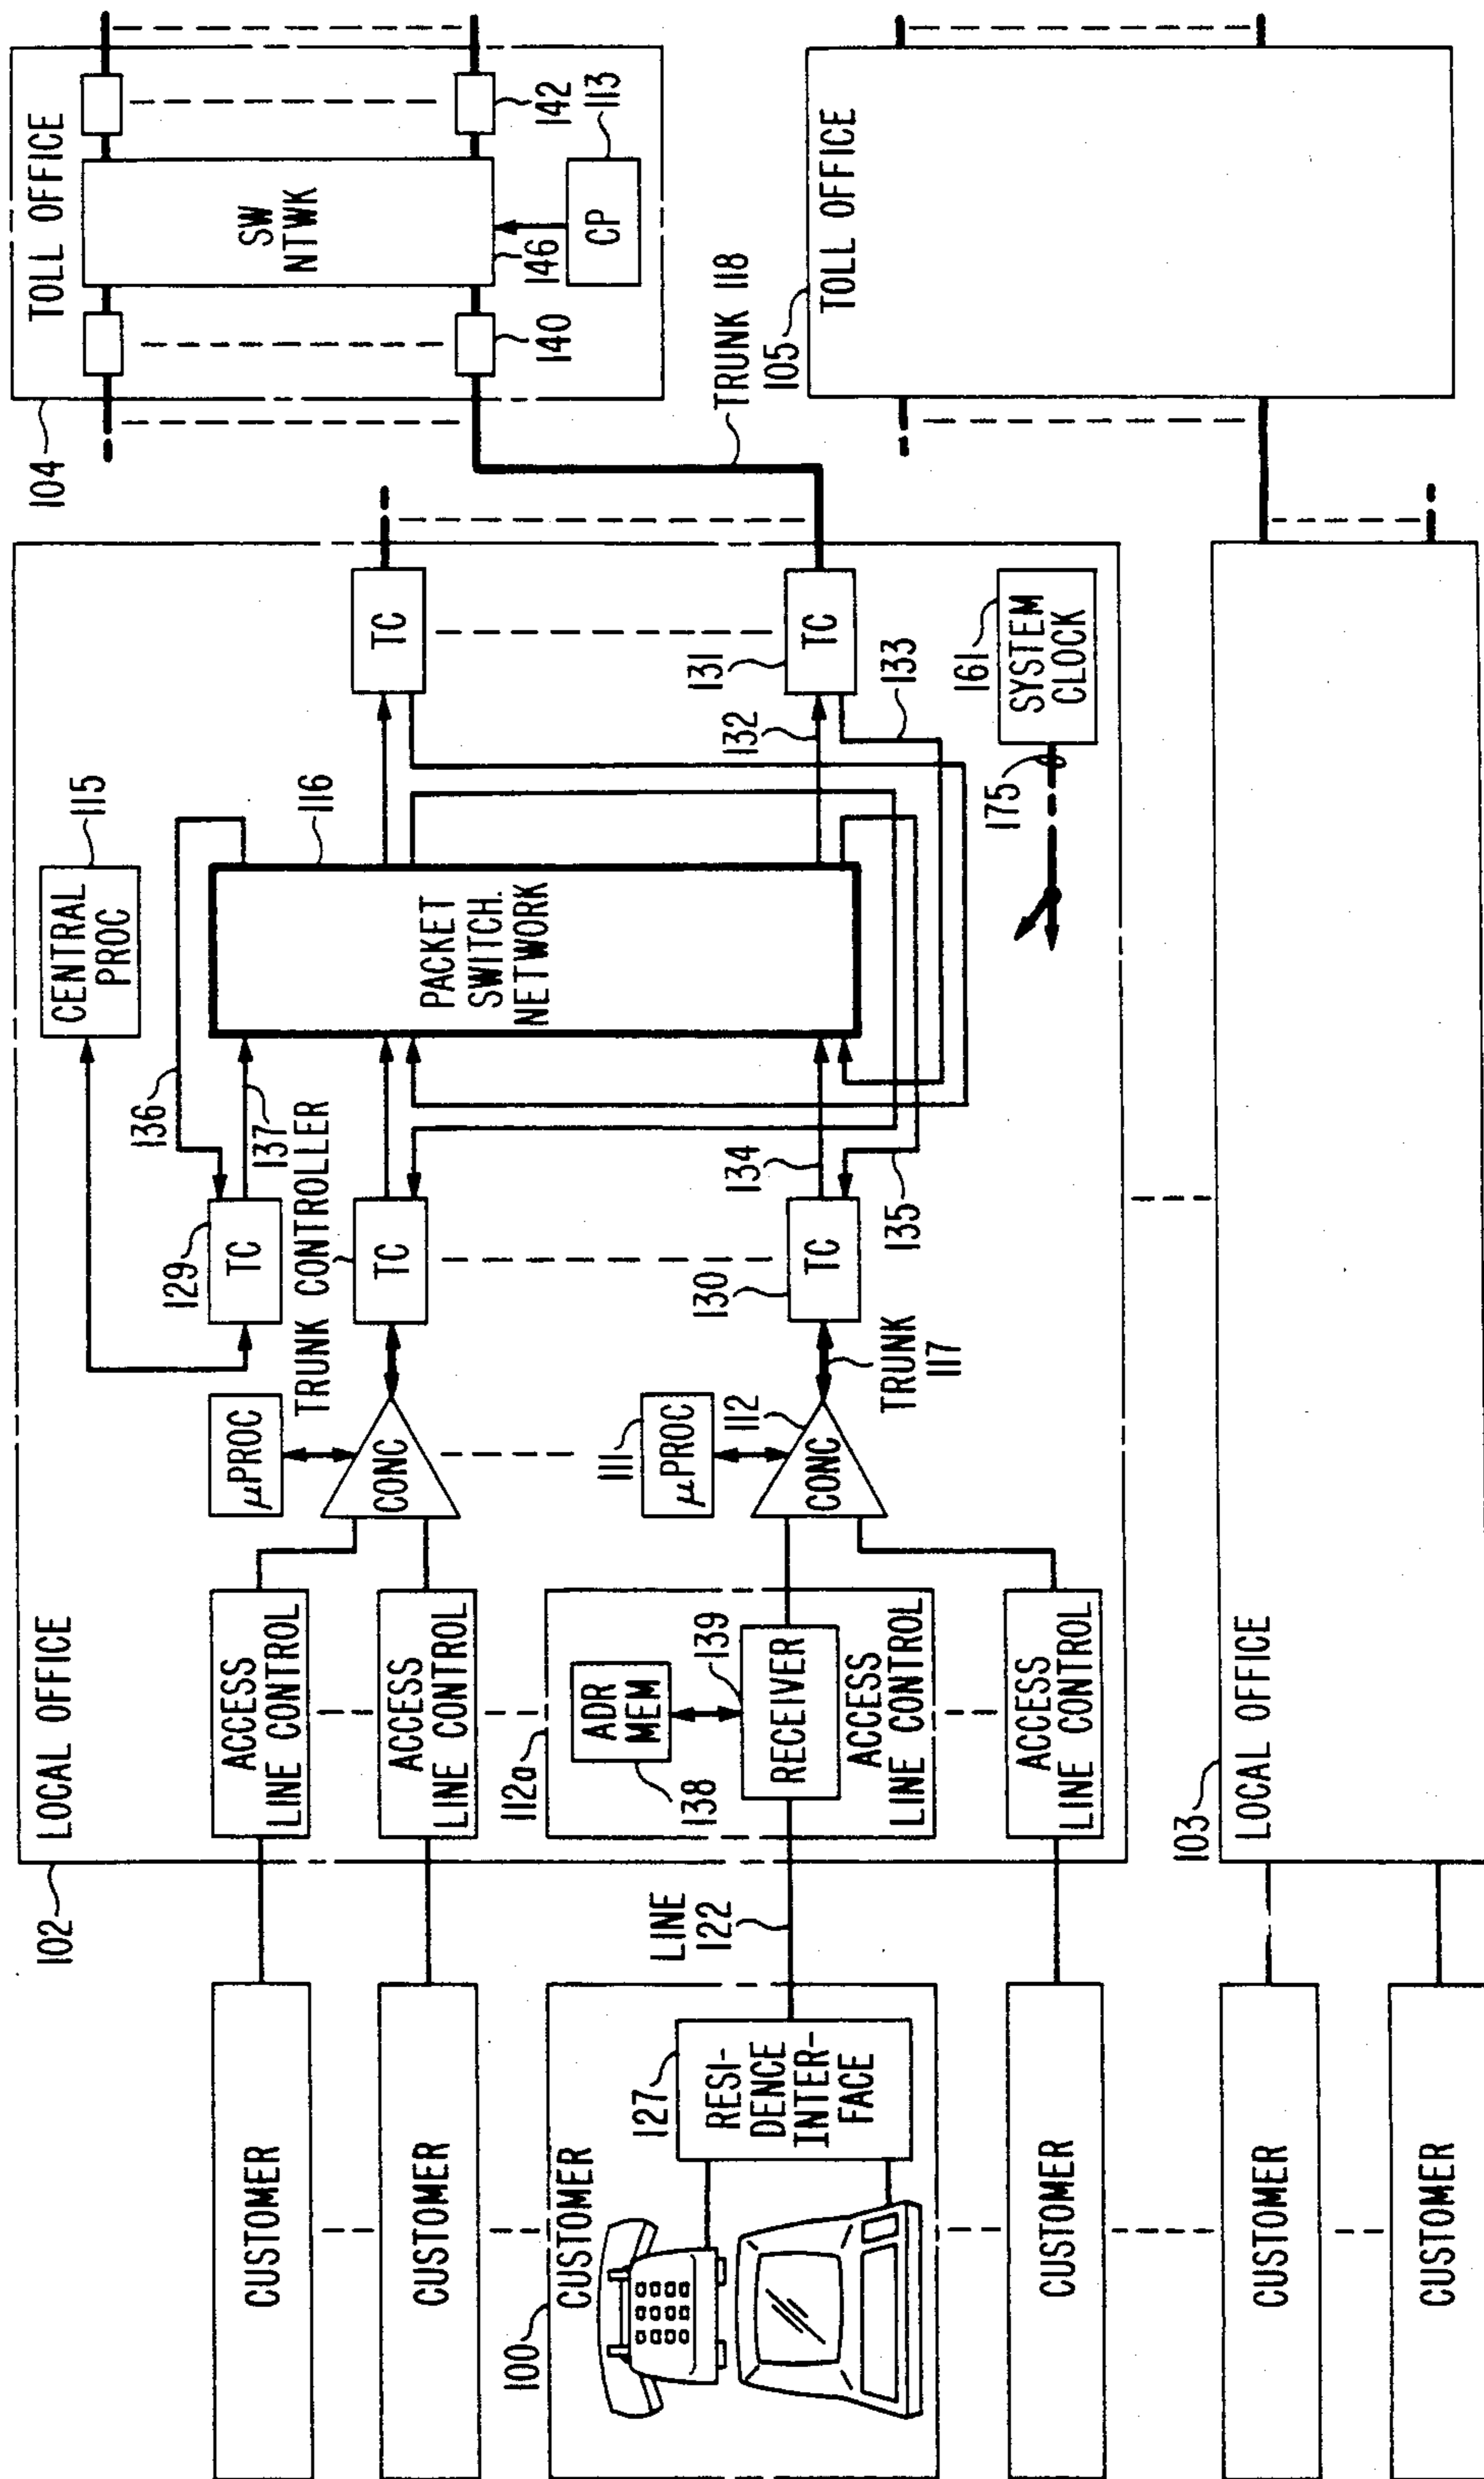 102
LOCAL OFFICE
104
TOLL OFFICE
CUSTOMER
ACCESS
LINE CONTROL
μPROC
CONC
129
TC
TRUNK CONTROLLER
TC
136
137
CENTRAL
PROC
115
116
PACKET
SWITCH.
NETWORK
TC
SW
NTWK
146
140
142
CP
113
CUSTOMER
ACCESS
LINE CONTROL
100
CUSTOMER
127
RESI-
DENCE
INTER-
FACE
LINE
122
112a
ADR
MEM
138
139
RECEIVER
ACCESS
LINE CONTROL
111
μPROC
112
CONC
TRUNK
117
130
TC
134
135
132
131
TC
133
TRUNK 118
161
SYSTEM
CLOCK
175
CUSTOMER
ACCESS
LINE CONTROL
105
TOLL OFFICE
103
LOCAL OFFICE
CUSTOMER
CUSTOMER